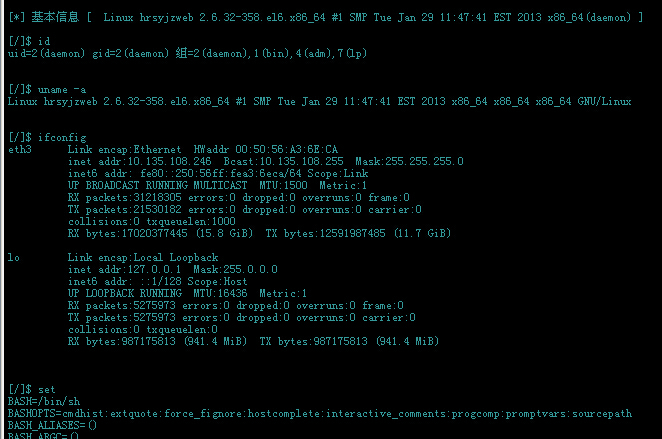 [*] 基本信息 [  Linux hrsyjzweb 2.6.32-358.el6.x86_64 #1 SMP Tue Jan 29 11:47:41 EST 2013 x86_64(daemon) ]
[/]$ id
uid=2(daemon) gid=2(daemon) 组=2(daemon),1(bin),4(adm),7(lp)
[/]$ uname -a
Linux hrsyjzweb 2.6.32-358.el6.x86_64 #1 SMP Tue Jan 29 11:47:41 EST 2013 x86_64 x86_64 x86_64 GNU/Linux
[/]$ ifconfig
eth3      Link encap:Ethernet  HWaddr 00:50:56:A3:6E:CA
          inet addr:10.135.108.246  Bcast:10.135.108.255  Mask:255.255.255.0
          inet6 addr: fe80::250:56ff:fea3:6eca/64 Scope:Link
          UP BROADCAST RUNNING MULTICAST  MTU:1500  Metric:1
          RX packets:31218305 errors:0 dropped:0 overruns:0 frame:0
          TX packets:21530182 errors:0 dropped:0 overruns:0 carrier:0
          collisions:0 txqueuelen:1000
          RX bytes:17020377445 (15.8 GiB)  TX bytes:12591987485 (11.7 GiB)
lo        Link encap:Local Loopback
          inet addr:127.0.0.1  Mask:255.0.0.0
          inet6 addr: ::1/128 Scope:Host
          UP LOOPBACK RUNNING  MTU:16436  Metric:1
          RX packets:5275973 errors:0 dropped:0 overruns:0 frame:0
          TX packets:5275973 errors:0 dropped:0 overruns:0 carrier:0
          collisions:0 txqueuelen:0
          RX bytes:987175813 (941.4 MiB)  TX bytes:987175813 (941.4 MiB)
[/]$ set
BASH=/bin/sh
BASHOPTS=cmdhist:extquote:force_fignore:hostcomplete:interactive_comments:progcomp:promptvars:sourcepath
BASH_ALIASES=()
BASH_ARGC=()